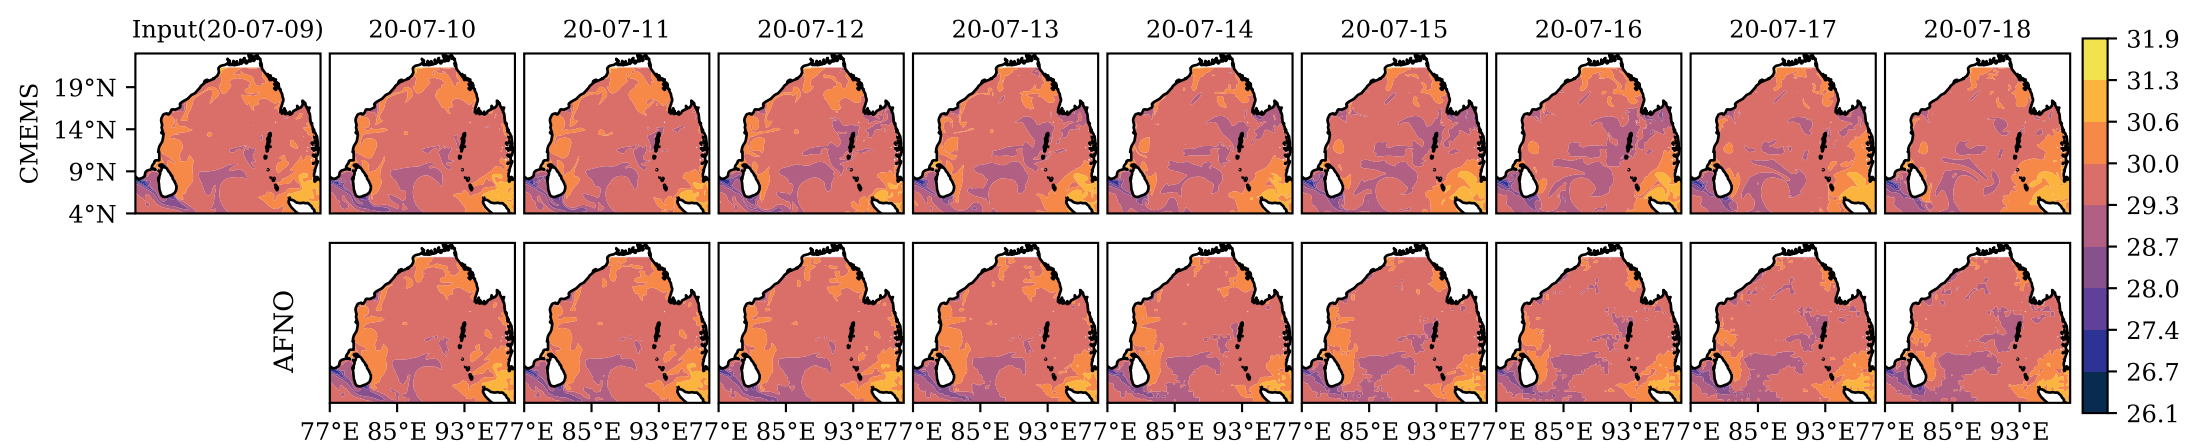 Input(20-07-09) 20-07-10 20-07-11 20-07-12 20-07-13 20-07-14 20-07-15 20-07-16 20-07-17 20-07-18
CMEMS
19°N
14°N
9°N
4°N
AFNO
77°E 85°E 93°E77°E 85°E 93°E77°E 85°E 93°E77°E 85°E 93°E77°E 85°E 93°E77°E 85°E 93°E77°E 85°E 93°E77°E 85°E 93°E77°E 85°E 93°E
31.9
31.3
30.6
30.0
29.3
28.7
28.0
27.4
26.7
26.1